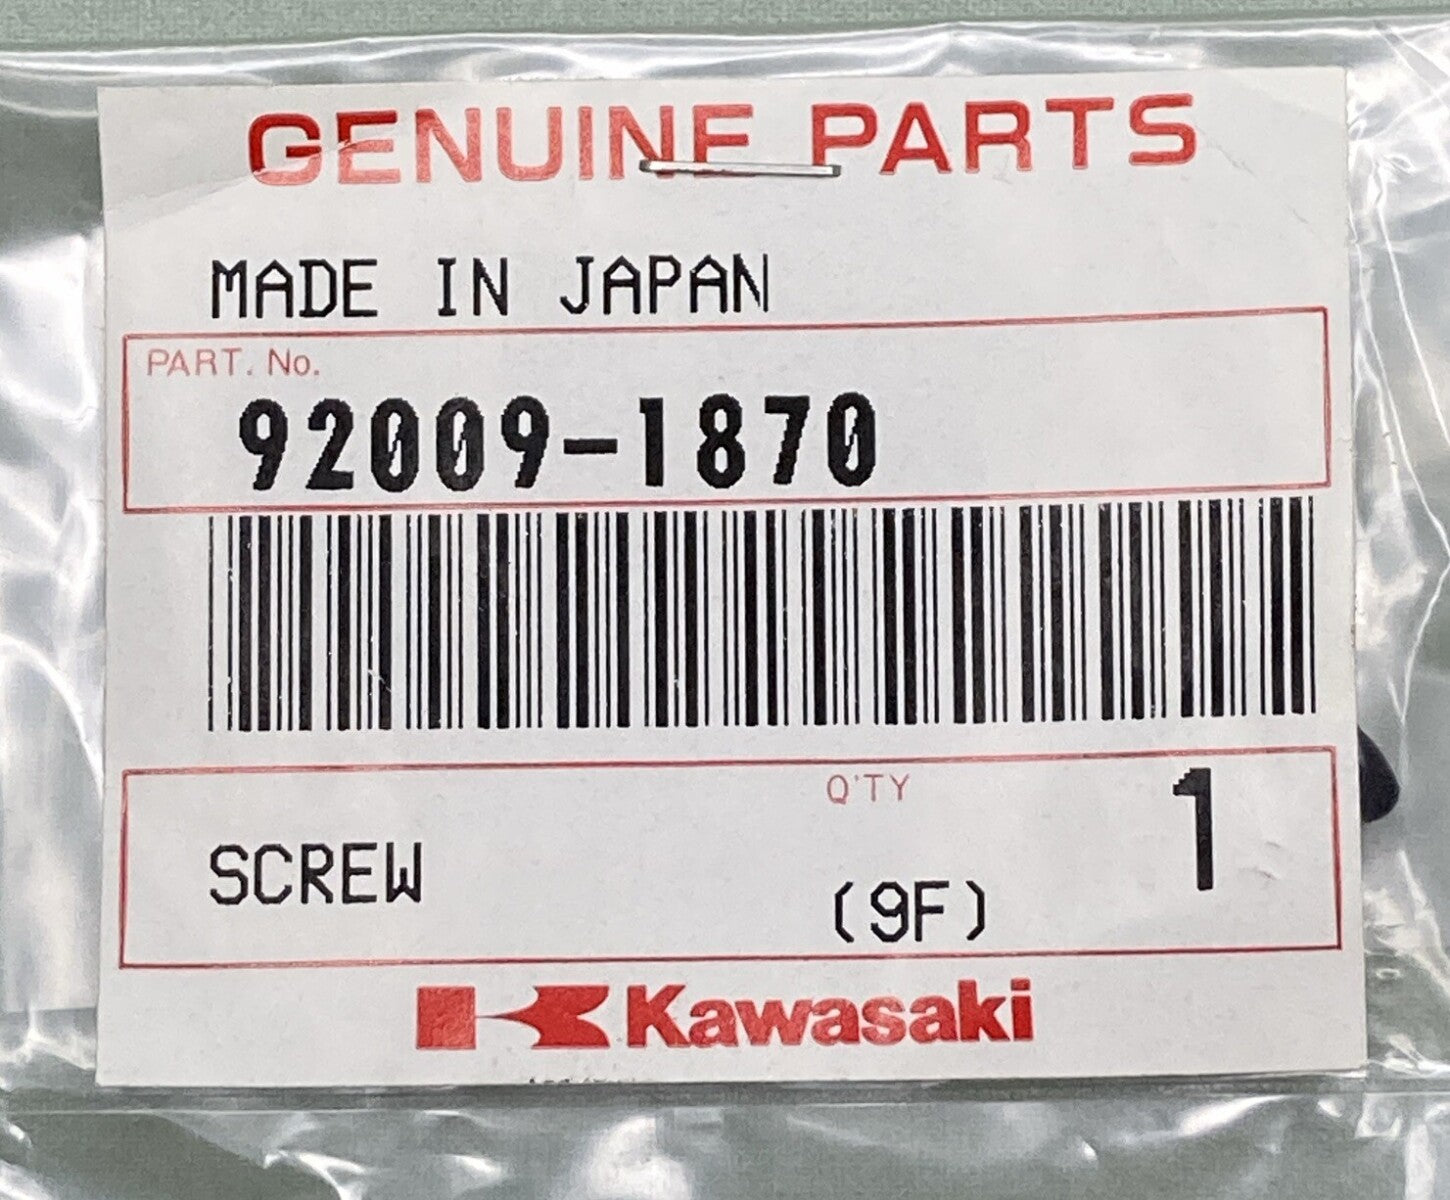 GENUINE PARTS
MADE IN JAPAN
PART. No.
92009-1870
Q'TY
1
SCREW
(9F)
Kawasaki